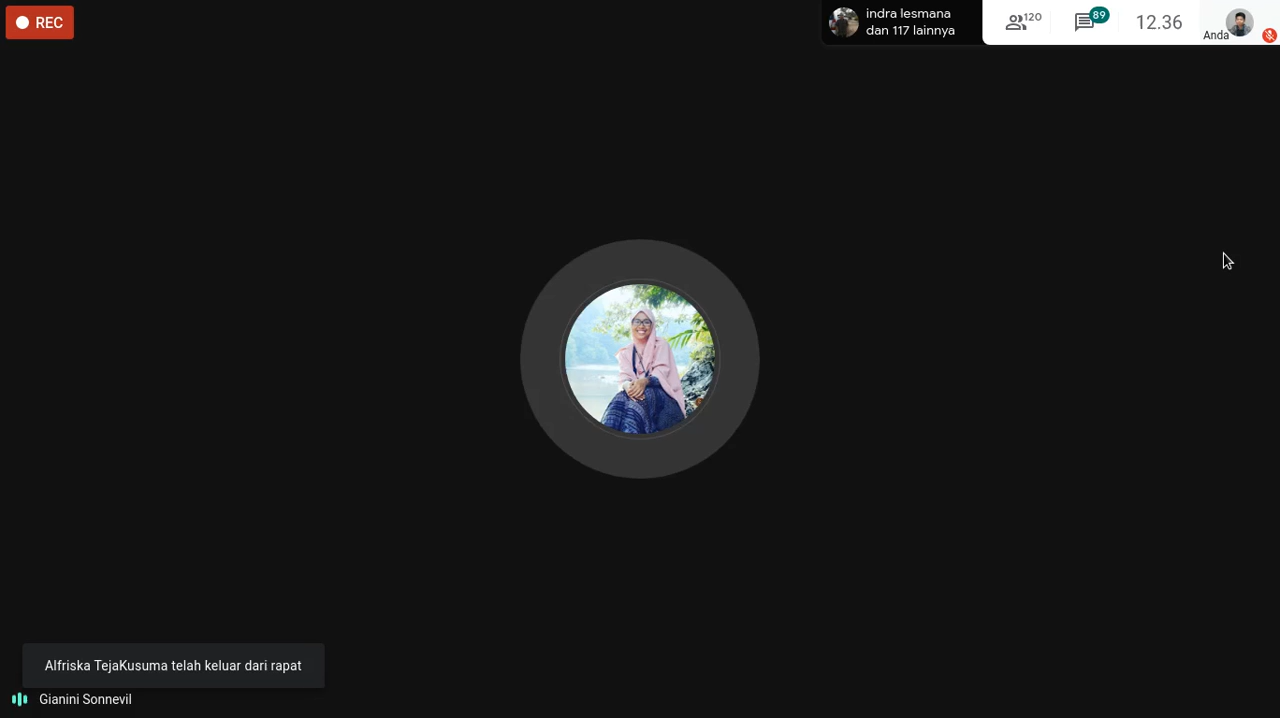 REC
indra lesmana
dan 117 lainnya
120
89
12.36
Anda
Alfriska TejaKusuma telah keluar dari rapat
Gianini Sonnevil